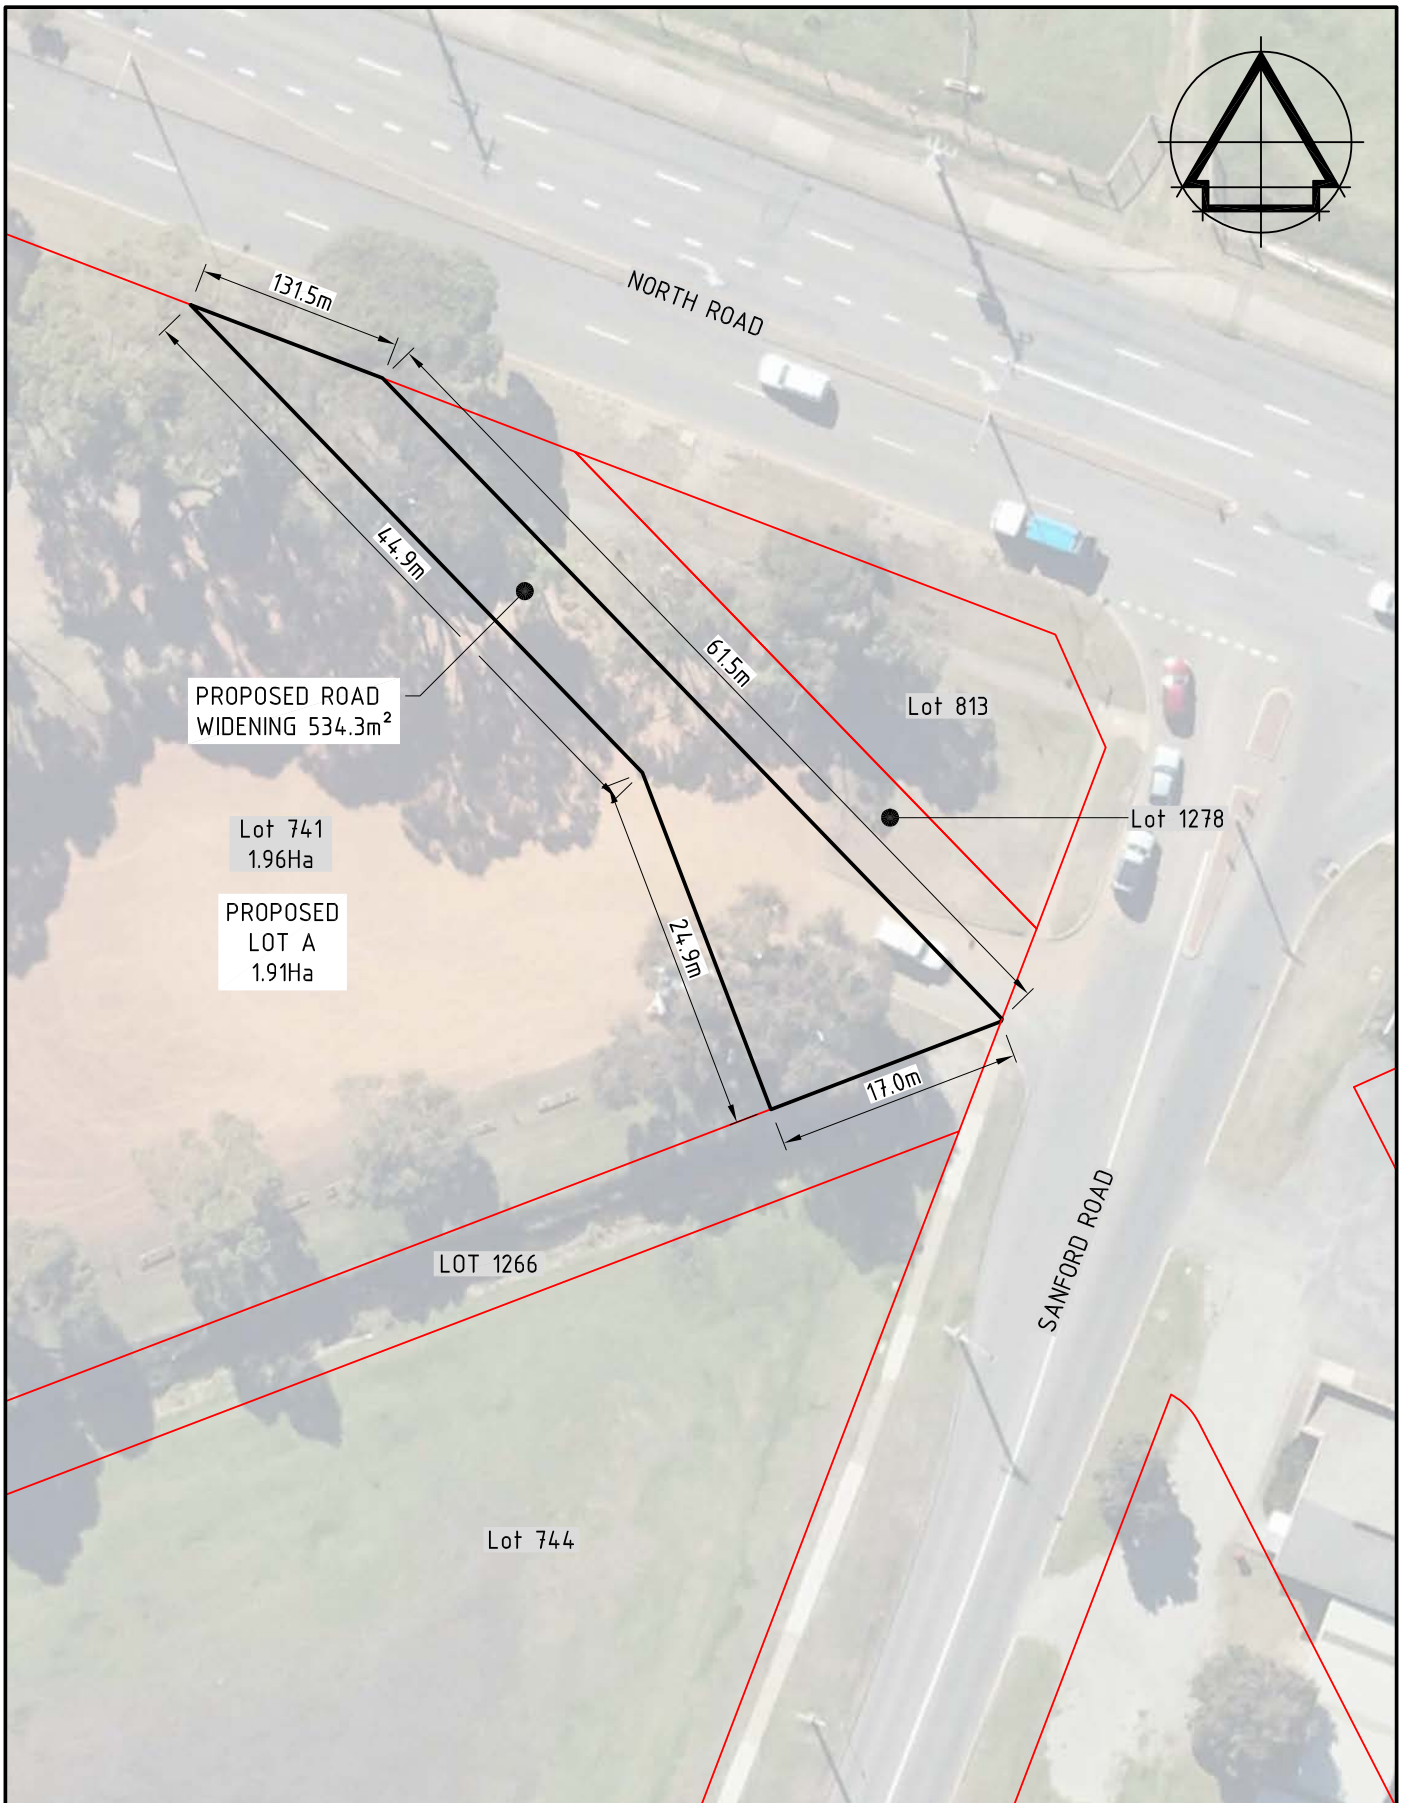 131.5m
NORTH ROAD
44.9m
61.5m
PROPOSED ROAD
WIDENING 534.3m²
Lot 813
Lot 741
1.96Ha
Lot 1278
PROPOSED
LOT A
1.91Ha
24.9m
17.0m
LOT 1266
SANFORD ROAD
Lot 744